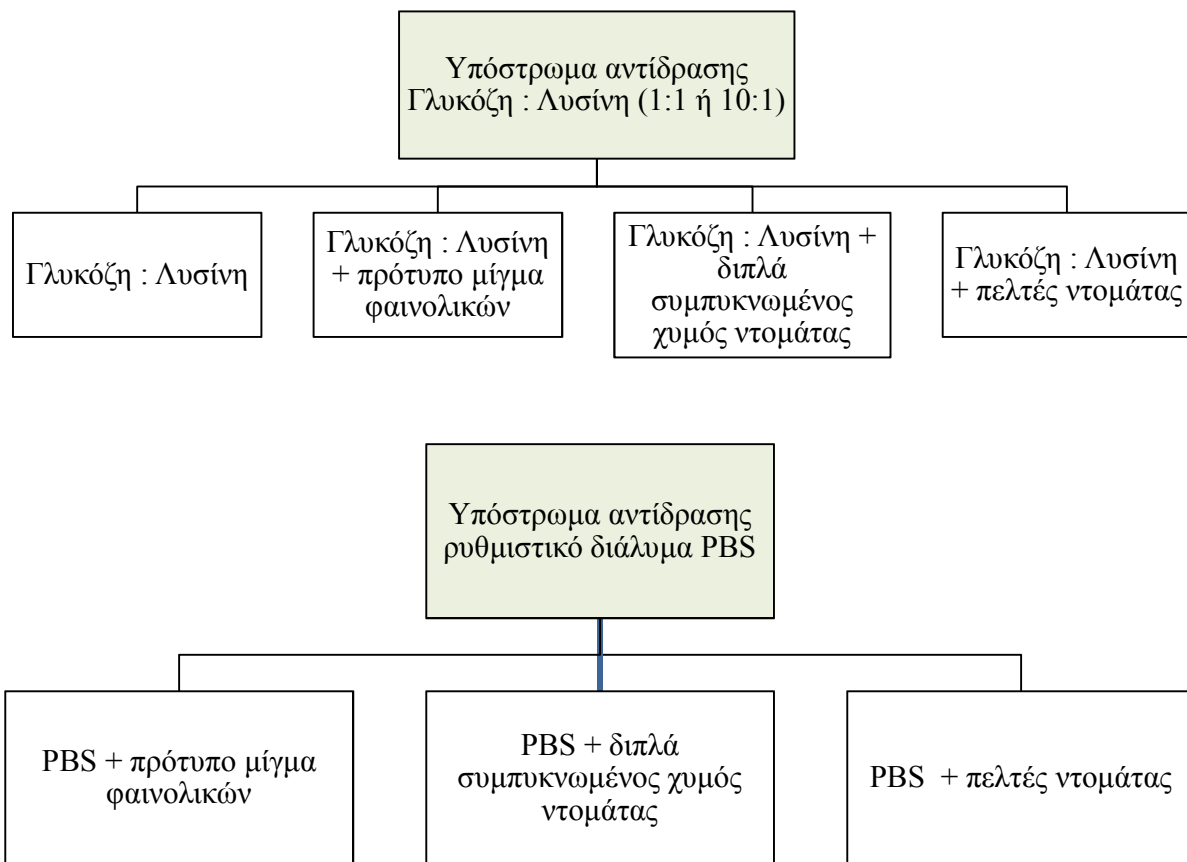 Υπόστρωμα αντίδρασης
Γλυκόζη : Λυσίνη (1:1 ή 10:1)
Γλυκόζη : Λυσίνη
Γλυκόζη : Λυσίνη
+ πρότυπο μίγμα
φαινολικών
Γλυκόζη : Λυσίνη +
διπλά
συμπυκνωμένος
χυμός ντομάτας
Γλυκόζη : Λυσίνη
+ πελτές ντομάτας
Υπόστρωμα αντίδρασης
ρυθμιστικό διάλυμα PBS
PBS + πρότυπο μίγμα
φαινολικών
PBS + διπλά
συμπυκνωμένος χυμός
ντομάτας
PBS + πελτές ντομάτας